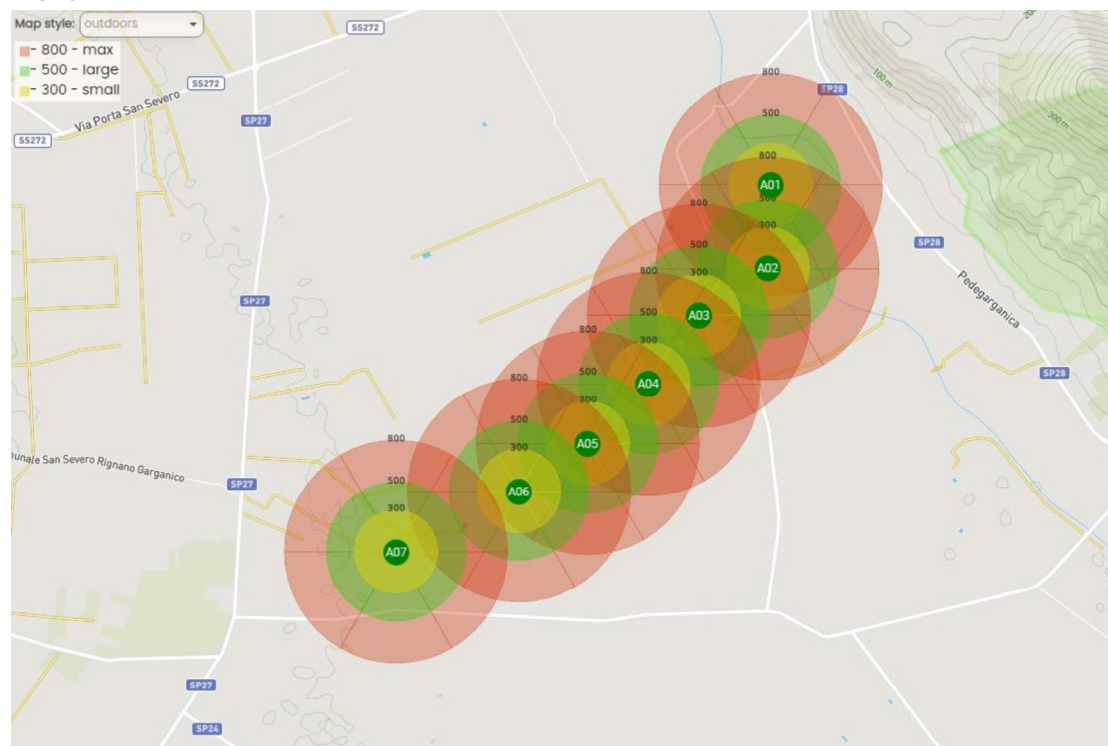 Map style: outdoors
- 800 - max
- 500 - large
- 300 - small
SS272
SS272
SS272
Via Porta San Severo
SP27
SP28
100 m
300 m
800
500
800
A01
500
800
300
SP28
500
A02
800
300
Pedegarganica
SP27
500
A03
800
300
SP28
500
A04
800
300
500
A05
800
300
500
A06
300
unale San Severo Rignano Garganico
SP27
A07
SP27
SP24